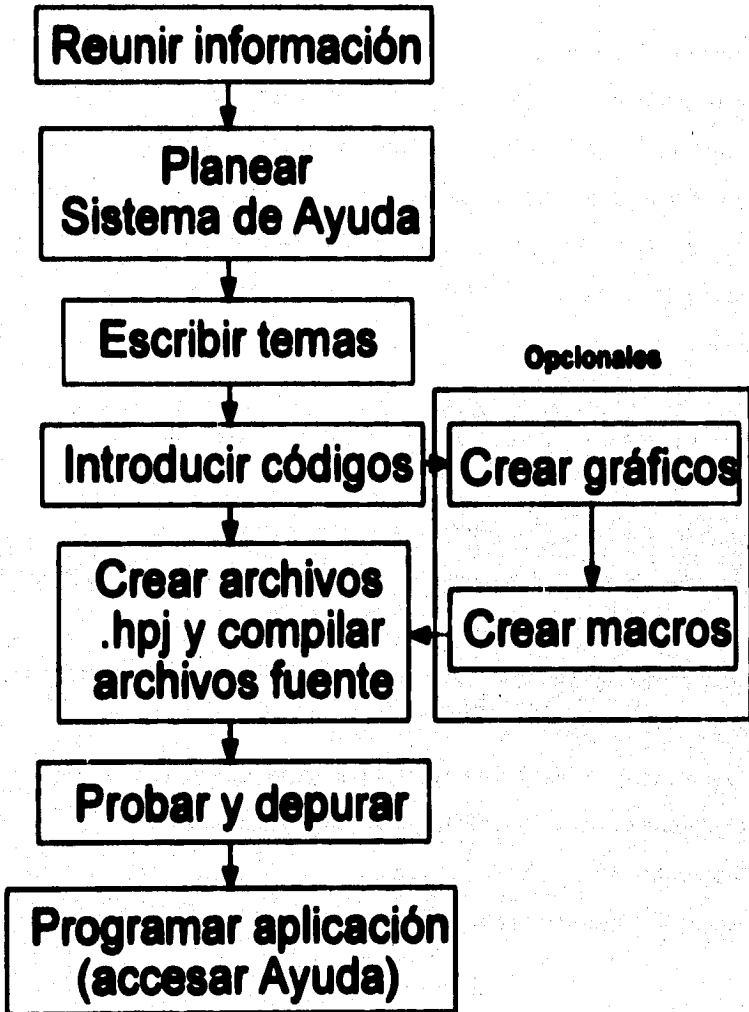 Reunir información
Planear
Sistema de Ayuda
Escribir temas
Opcionales
Introducir códigos
Crear gráficos
Crear archivos
.hpj y compilar
archivos fuente
Crear macros
Probar y depurar
Programar aplicación
(accesar Ayuda)